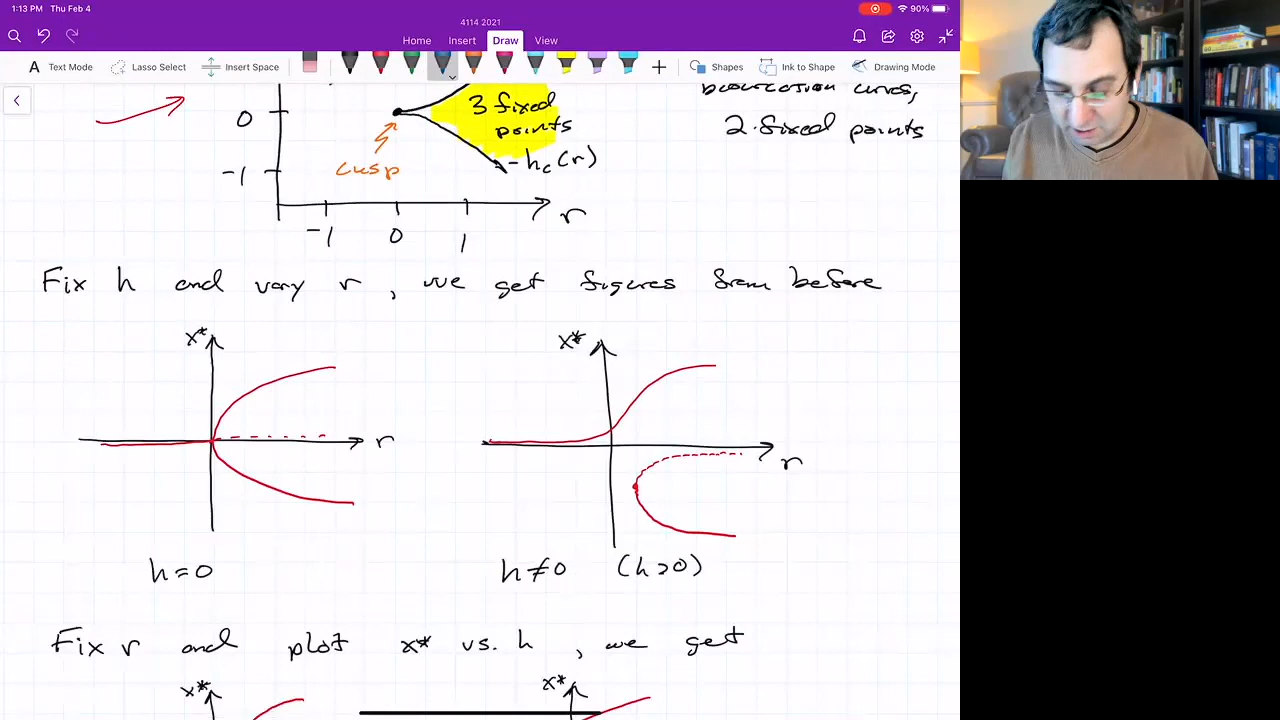 1:13 PM Thu Feb 4
90%
4114 2021
Home Insert Draw View
Text Mode Lasso Select Insert Space Shapes Ink to Shape Drawing Mode
bifurcation curves,
0 3 fixed points
2 fixed points
-hc(r)
cusp
-1
r
-1 0 1
Fix h and vary r, we get figures from before
x* x*
r r
h=0 h≠0 (h>0)
Fix r and plot x* vs. h, we get
x* x*